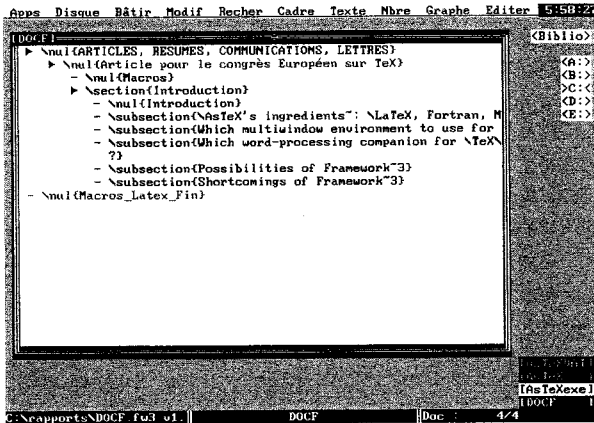 Apps Disque Bâtir Modif Recher Cadre Texte Nbre Graphe Editer 5:58:27
[DOCF]
<Biblio>
► \nul{ARTICLES, RESUMES, COMMUNICATIONS, LETTRES}
► \nul{Article pour le congrès Européen sur TeX}
- \nul{Macros}
► \section{Introduction}
- \nul{Introduction}
- \subsection{\AsTeX's ingredients~: \LaTeX, Fortran, M
- \subsection{Which multiwindow environment to use for
- \subsection{Which word-processing companion for \TeX\
?}
- \subsection{Possibilities of Framework~3}
- \subsection{Shortcomings of Framework~3}
- \nul{Macros_Latex_Fin}
<A:>
<B:>
>C:<
<D:>
<E:>
[AsTeXexe]
[DOCF ]
C:\rapports\DOCF.fw3 v1. DOCF Doc : 4/4